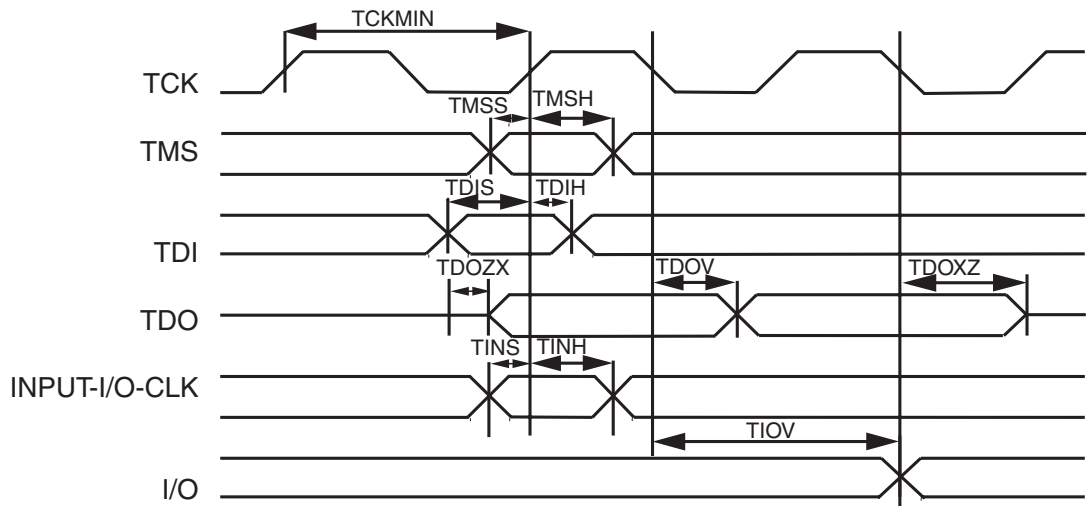 TCKMIN
TCK
TMSS TMSH
TMS
TDIS TDIH
TDI
TDOZX TDOV TDOXZ
TDO
TINS TINH
INPUT-I/O-CLK
TIOV
I/O